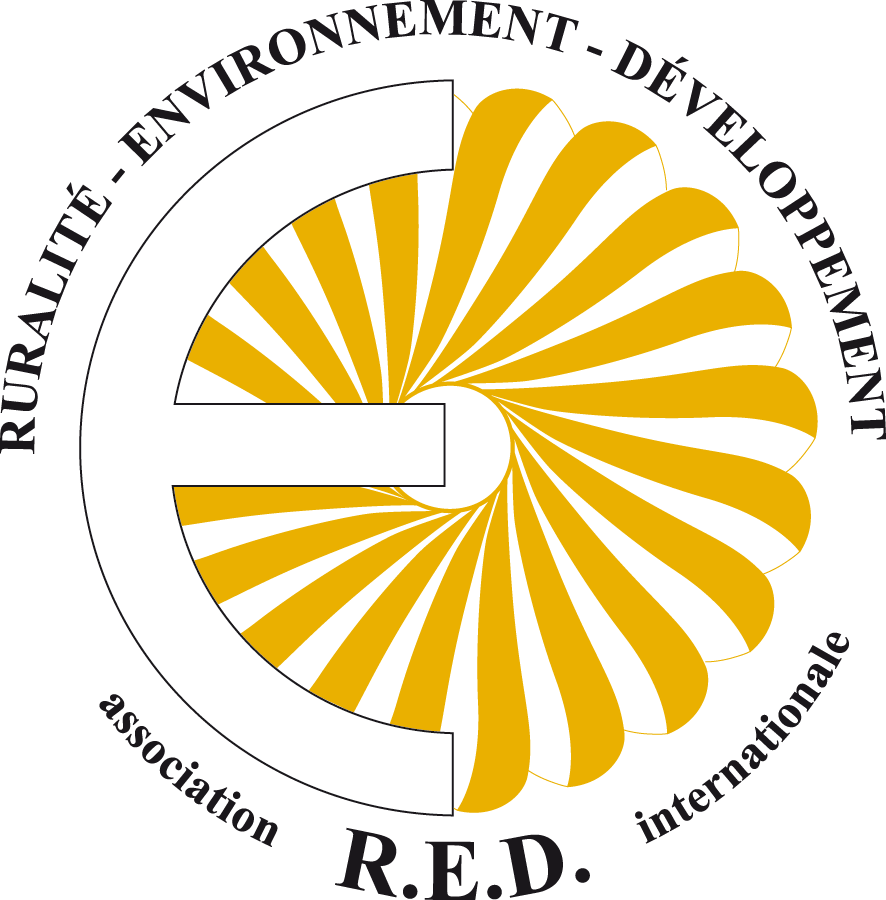 RURALITÉ - ENVIRONNEMENT - DÉVELOPPEMENT
association
R.E.D.
internationale